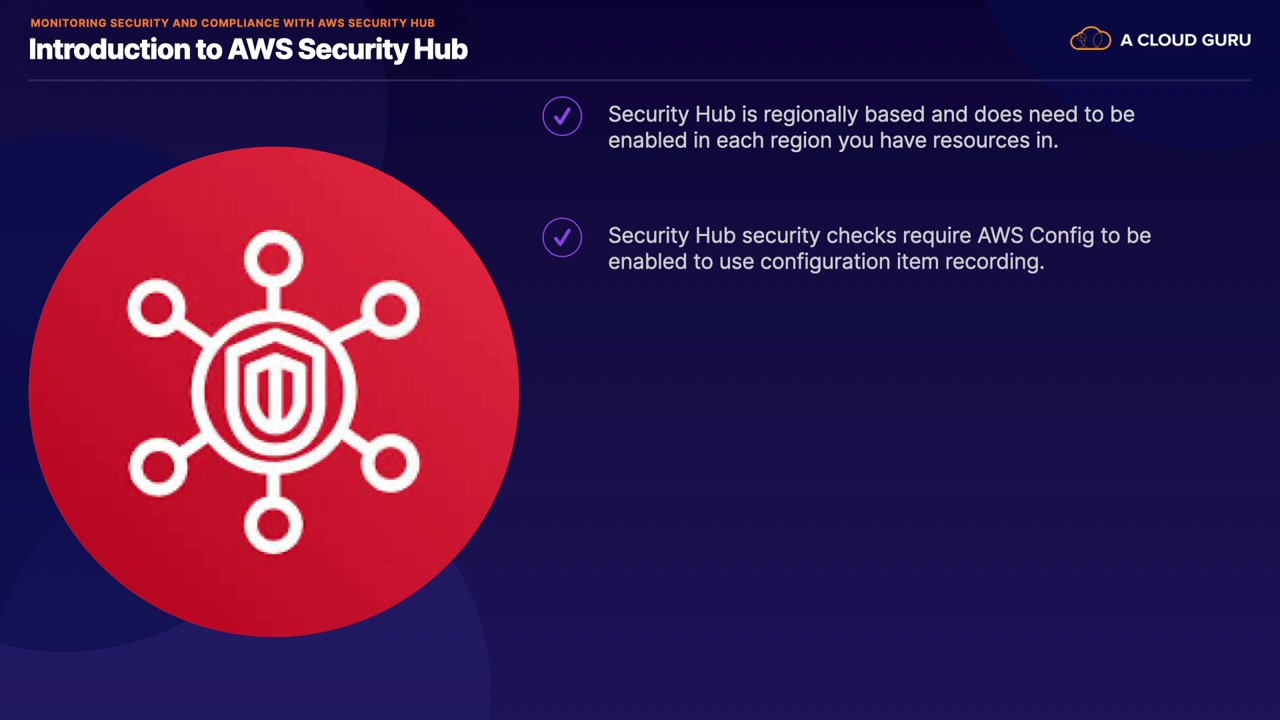 MONITORING SECURITY AND COMPLIANCE WITH AWS SECURITY HUB
Introduction to AWS Security Hub
A CLOUD GURU
Security Hub is regionally based and does need to be
enabled in each region you have resources in.
Security Hub security checks require AWS Config to be
enabled to use configuration item recording.